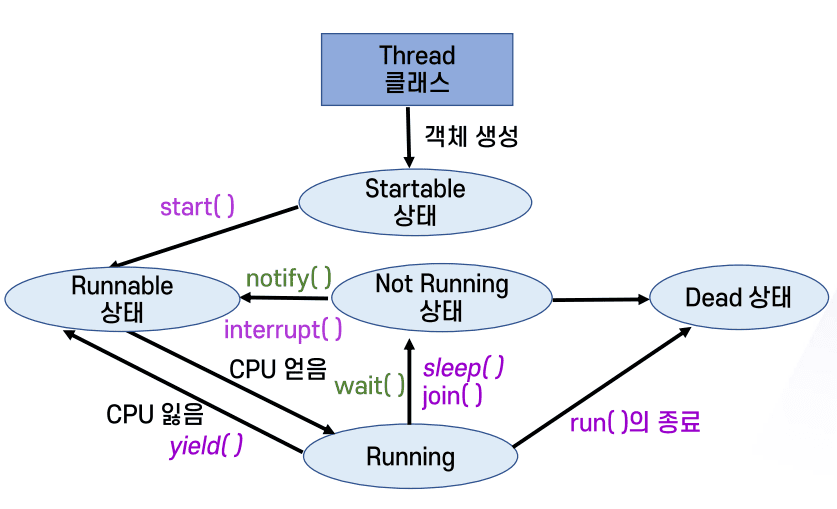 Thread
클래스
객체 생성
Startable
상태
start( )
Runnable
상태
notify( )
interrupt( )
Not Running
상태
Dead 상태
CPU 얻음
wait( )
sleep( )
join( )
CPU 잃음
yield( )
Running
run( )의 종료